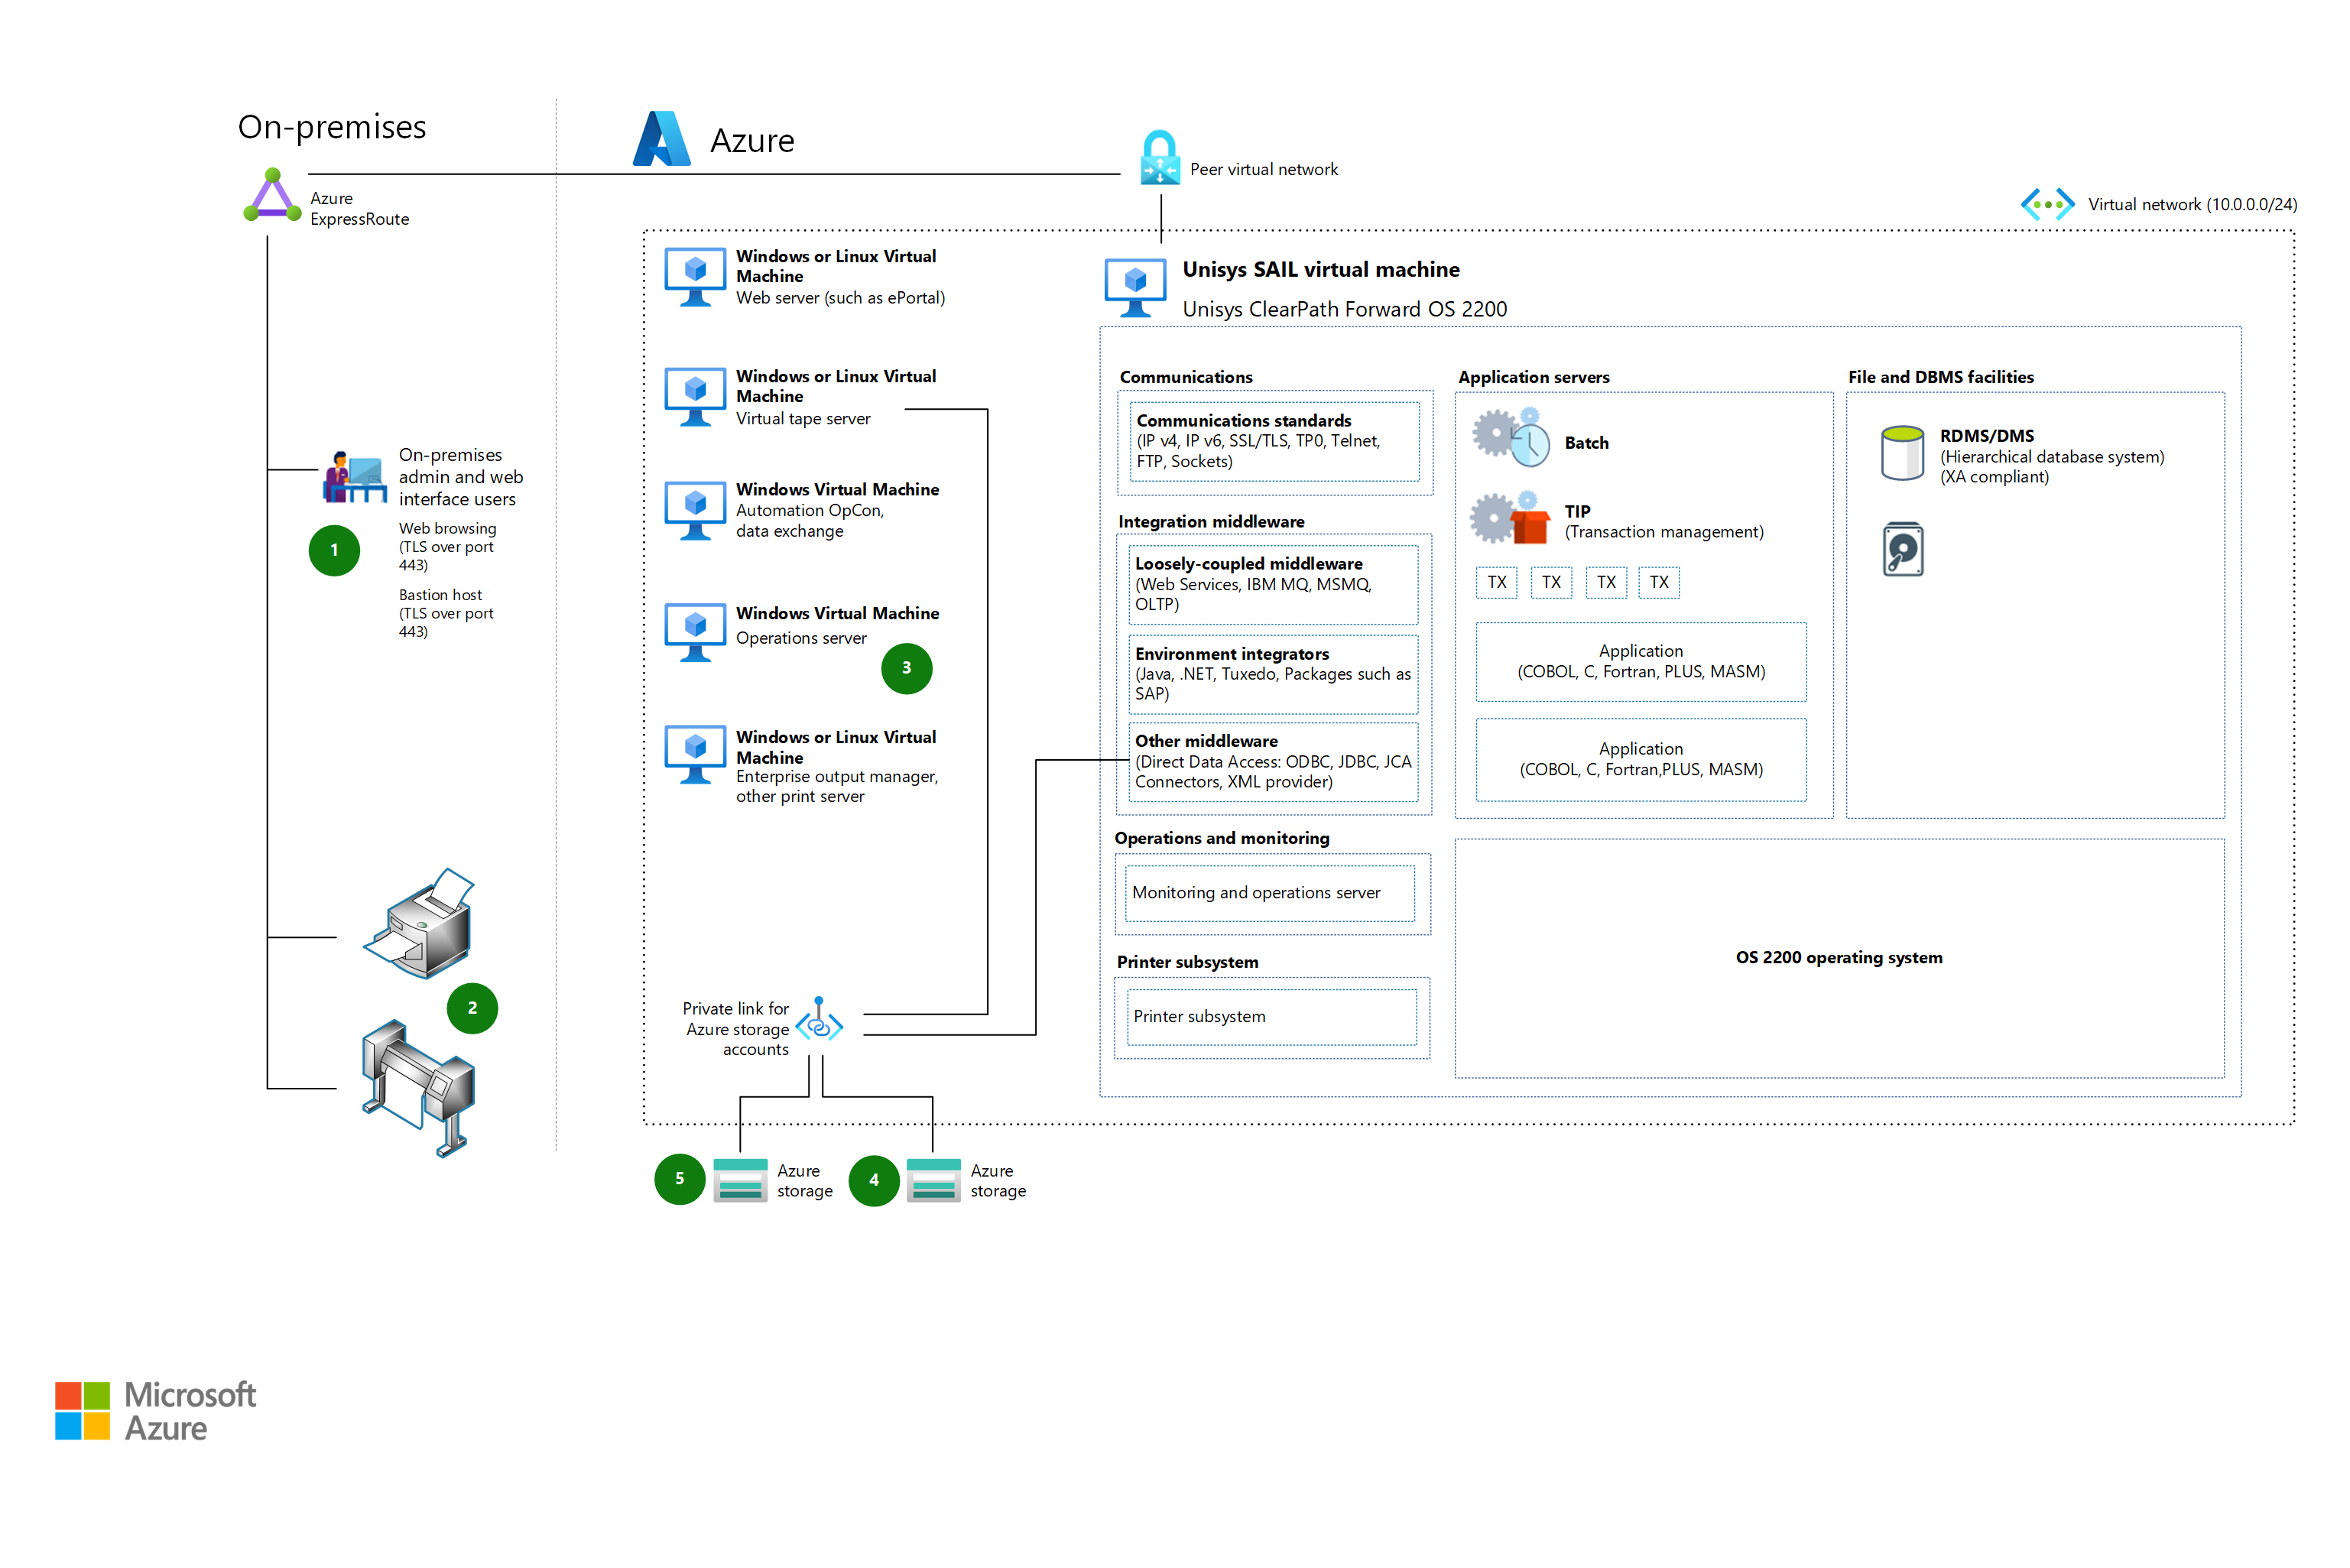 On-premises
Azure
Peer virtual network
Azure
ExpressRoute
Virtual network (10.0.0.0/24)
On-premises
admin and web
interface users
1
Web browsing
(TLS over port
443)
Bastion host
(TLS over port
443)
2
Windows or Linux Virtual
Machine
Web server (such as ePortal)
Windows or Linux Virtual
Machine
Virtual tape server
Windows Virtual Machine
Automation OpCon,
data exchange
Windows Virtual Machine
Operations server
3
Windows or Linux Virtual
Machine
Enterprise output manager,
other print server
Private link for
Azure storage
accounts
5
Azure
storage
4
Azure
storage
Unisys SAIL virtual machine
Unisys ClearPath Forward OS 2200
Communications
Communications standards
(IP v4, IP v6, SSL/TLS, TP0, Telnet,
FTP, Sockets)
Integration middleware
Loosely-coupled middleware
(Web Services, IBM MQ, MSMQ,
OLTP)
Environment integrators
(Java, .NET, Tuxedo, Packages such as
SAP)
Other middleware
(Direct Data Access: ODBC, JDBC, JCA
Connectors, XML provider)
Operations and monitoring
Monitoring and operations server
Printer subsystem
Printer subsystem
Application servers
Batch
TIP
(Transaction management)
TX TX TX TX
Application
(COBOL, C, Fortran, PLUS, MASM)
Application
(COBOL, C, Fortran,PLUS, MASM)
File and DBMS facilities
RDMS/DMS
(Hierarchical database system)
(XA compliant)
OS 2200 operating system
Microsoft
Azure